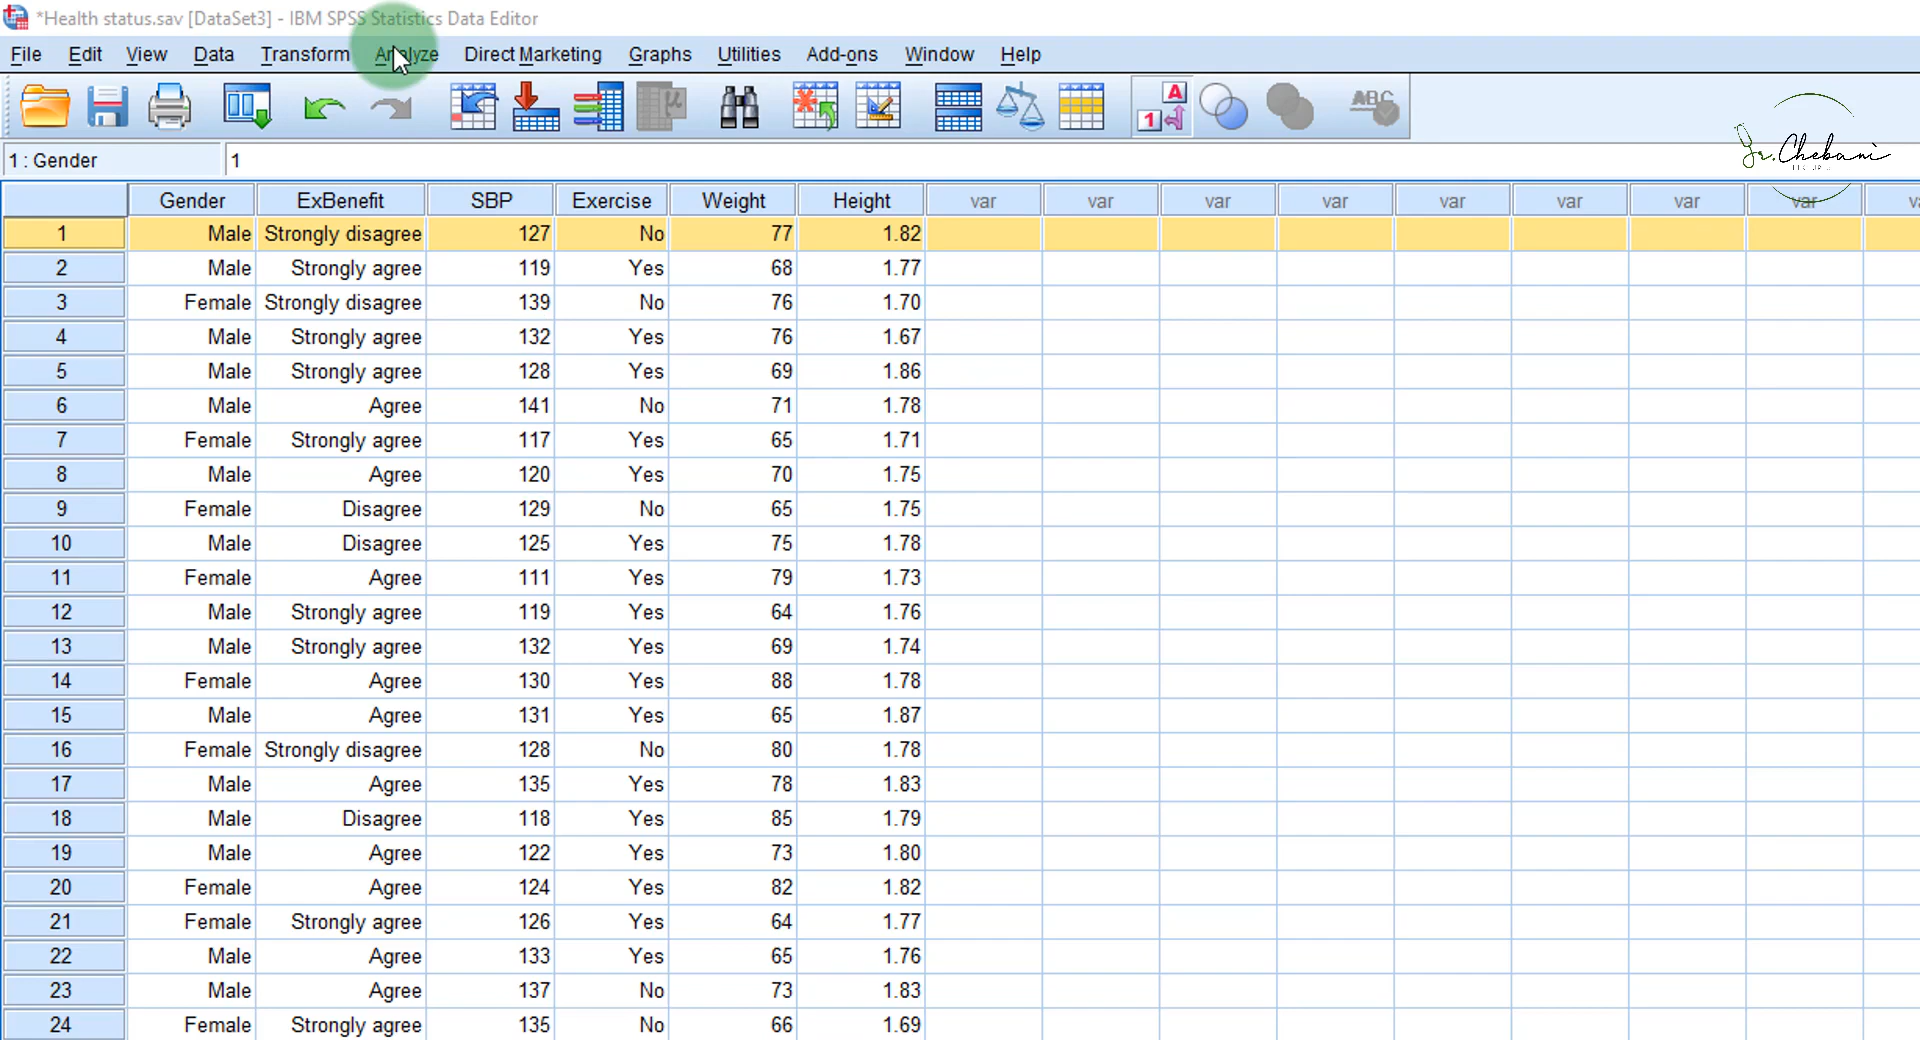 *Health status.sav [DataSet3] - IBM SPSS Statistics Data Editor
File Edit View Data Transform Analyze Direct Marketing Graphs Utilities Add-ons Window Help
1 A ABC
Dr. Chebani
1 : Gender 1
Gender ExBenefit SBP Exercise Weight Height var var var var var var var var
1 Male Strongly disagree 127 No 77 1.82
2 Male Strongly agree 119 Yes 68 1.77
3 Female Strongly disagree 139 No 76 1.70
4 Male Strongly agree 132 Yes 76 1.67
5 Male Strongly agree 128 Yes 69 1.86
6 Male Agree 141 No 71 1.78
7 Female Strongly agree 117 Yes 65 1.71
8 Male Agree 120 Yes 70 1.75
9 Female Disagree 129 No 65 1.75
10 Male Disagree 125 Yes 75 1.78
11 Female Agree 111 Yes 79 1.73
12 Male Strongly agree 119 Yes 64 1.76
13 Male Strongly agree 132 Yes 69 1.74
14 Female Agree 130 Yes 88 1.78
15 Male Agree 131 Yes 65 1.87
16 Female Strongly disagree 128 No 80 1.78
17 Male Agree 135 Yes 78 1.83
18 Male Disagree 118 Yes 85 1.79
19 Male Agree 122 Yes 73 1.80
20 Female Agree 124 Yes 82 1.82
21 Female Strongly agree 126 Yes 64 1.77
22 Male Agree 133 Yes 65 1.76
23 Male Agree 137 No 73 1.83
24 Female Strongly agree 135 No 66 1.69